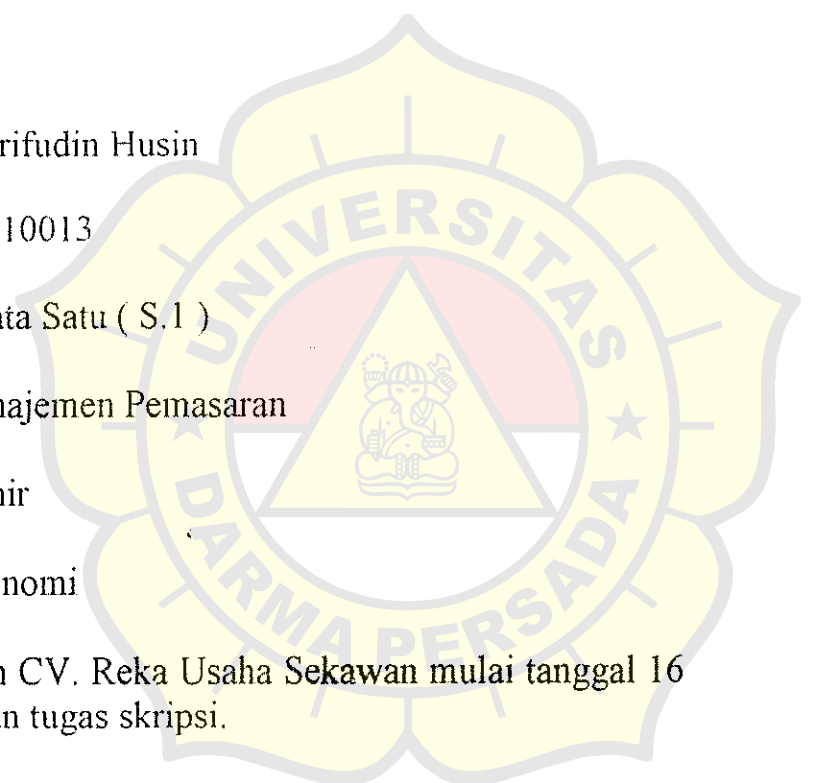 rifudin Husin
10013
ata Satu ( S.1 )
najemen Pemasaran
nir
nomi
n CV. Reka Usaha Sekawan mulai tanggal 16
an tugas skripsi.
UNIVERSITAS
DARMA PERSADA